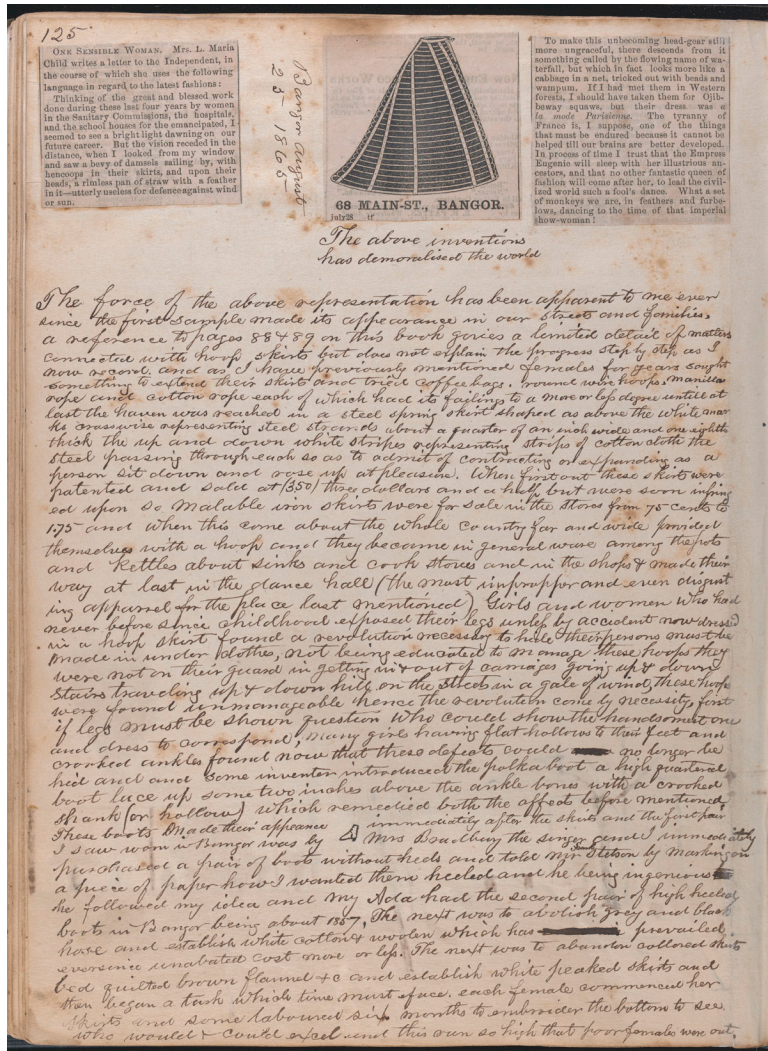 125
ONE SENSIBLE WOMAN. Mrs. L. Maria
Child writes a letter to the Independent, in
the course of which she uses the following
language in regard to the latest fashions:
Thinking of the great and blessed work
done during these last four years by women
in the Sanitary Commissions, the hospitals,
and the school houses for the emancipated, I
seemed to see a bright light dawning on our
future career. But the vision receded in the
distance, when I looked from my window
and saw a bevy of damsels sailing by, with
hencoops in their skirts, and upon their
heads, a rimless pan of straw with a feather
in it—utterly useless for defence against wind
or sun.
Bangor August
25 1865
68 MAIN-ST., BANGOR.
july28 tf
To make this unbecoming head-gear still
more ungraceful, there descends from it
something called by the flowing name of wa-
terfall, but which in fact looks more like a
cabbage in a net, tricked out with beads and
wampum. If I had met them in Western
forests, I should have taken them for Ojib-
beway squaws, but their dress was a
la mode Parisienne. The tyranny of
France is, I suppose, one of the things
that must be endured because it cannot be
helped till our brains are better developed.
In process of time I trust that the Empress
Eugenie will sleep with her illustrious an-
cestors, and that no other fantastic queen of
fashion will come after her, to lead the civil-
ized world such a fool's dance. What a set
of monkeys we are, in feathers and furbe-
lows, dancing to the time of that imperial
show-woman!
The above inventions
has demoralised the world
The force of the above representation has been apparent to me ever
since the first sample made its appearance in our streets and families,
a reference to pages 88 & 89 on this book gives a limited detail of matters
connected with hoop skirts but does not explain the progress step by step as I
now record. and as I have previously mentioned females for years sought
something to extend their skirts and tried coffee bags. round wire hoops. manilla
rope and cotton rope each of which had its failings to a more or less degree untill at
last the haven was reached in a steel spring skirt shaped as above the white mar
ks crosswise representing steel strands about a quarter of an inch wide and one eighth
thick the up and down white stripes representing strips of cotton cloth the
steel passing through each so as to admit of contracting or expanding as a
person sit down and rose up at pleasure. When first out these skirts were
patented and sold at (3.50) three dollars and a half but were soon infring
ed upon so Malable iron skirts were for sale in the stores from 75 cents to
1.75 and when this come about the whole country far and wide provided
themselves with a hoop and they became in general ware among the pots
and kettles about sinks and cook stoves and in the shops & made their
way at last in the dance hall (the most impropper and even disgust
ing apparrel for the place last mentioned) Girls and women who had
never before since childhood exposed their legs unless by accident now dressed
in a hoop skirt found a revolution necessary to hide their persons must be
made in under clothes, not being educated to manage these hoops they
were not on their guard in getting in & out of carriages going up & down
stairs traveling up & down hills on the streets in a gale of wind, these hoops
were found unmanageable hence the revolution come by necessity, first
if legs must be shown question who could show the handsomest one
and dress to correspond, many girls having flat hollows to their feet and
crooked ankles found now that these defects could no longer be
hid and and some inventer introduced the polka boot a high quartered
boot lace up some two inches above the ankle bones with a crooked
shank (or hollow) which remedied both the affects before mentioned
These boots Made their appeance immediately after the skirts and the first pair
I saw worn in Bangor was by Mrs Bradbury the singer and I immediately
purchased a pair of boots without heels and told Mr Stetson by marking on
a piece of paper how I wanted them heeled and he being ingenious
he followed my idea and my Ada had the second pair of high heeled
boots in Bangor being about 1857, The next was to abolish grey and black
hose and establish white cotton & woolen which has prevailed
ever since unabated cost more or less. The next was to abandon collored skirts
bed quilted brown flannel &c and establish white peaked skirts and
then began a task which time must efface. each female commenced her
skirts and some laboured six months to embroider the bottom to see
who would & could excel and this run so high that poor females wore out,